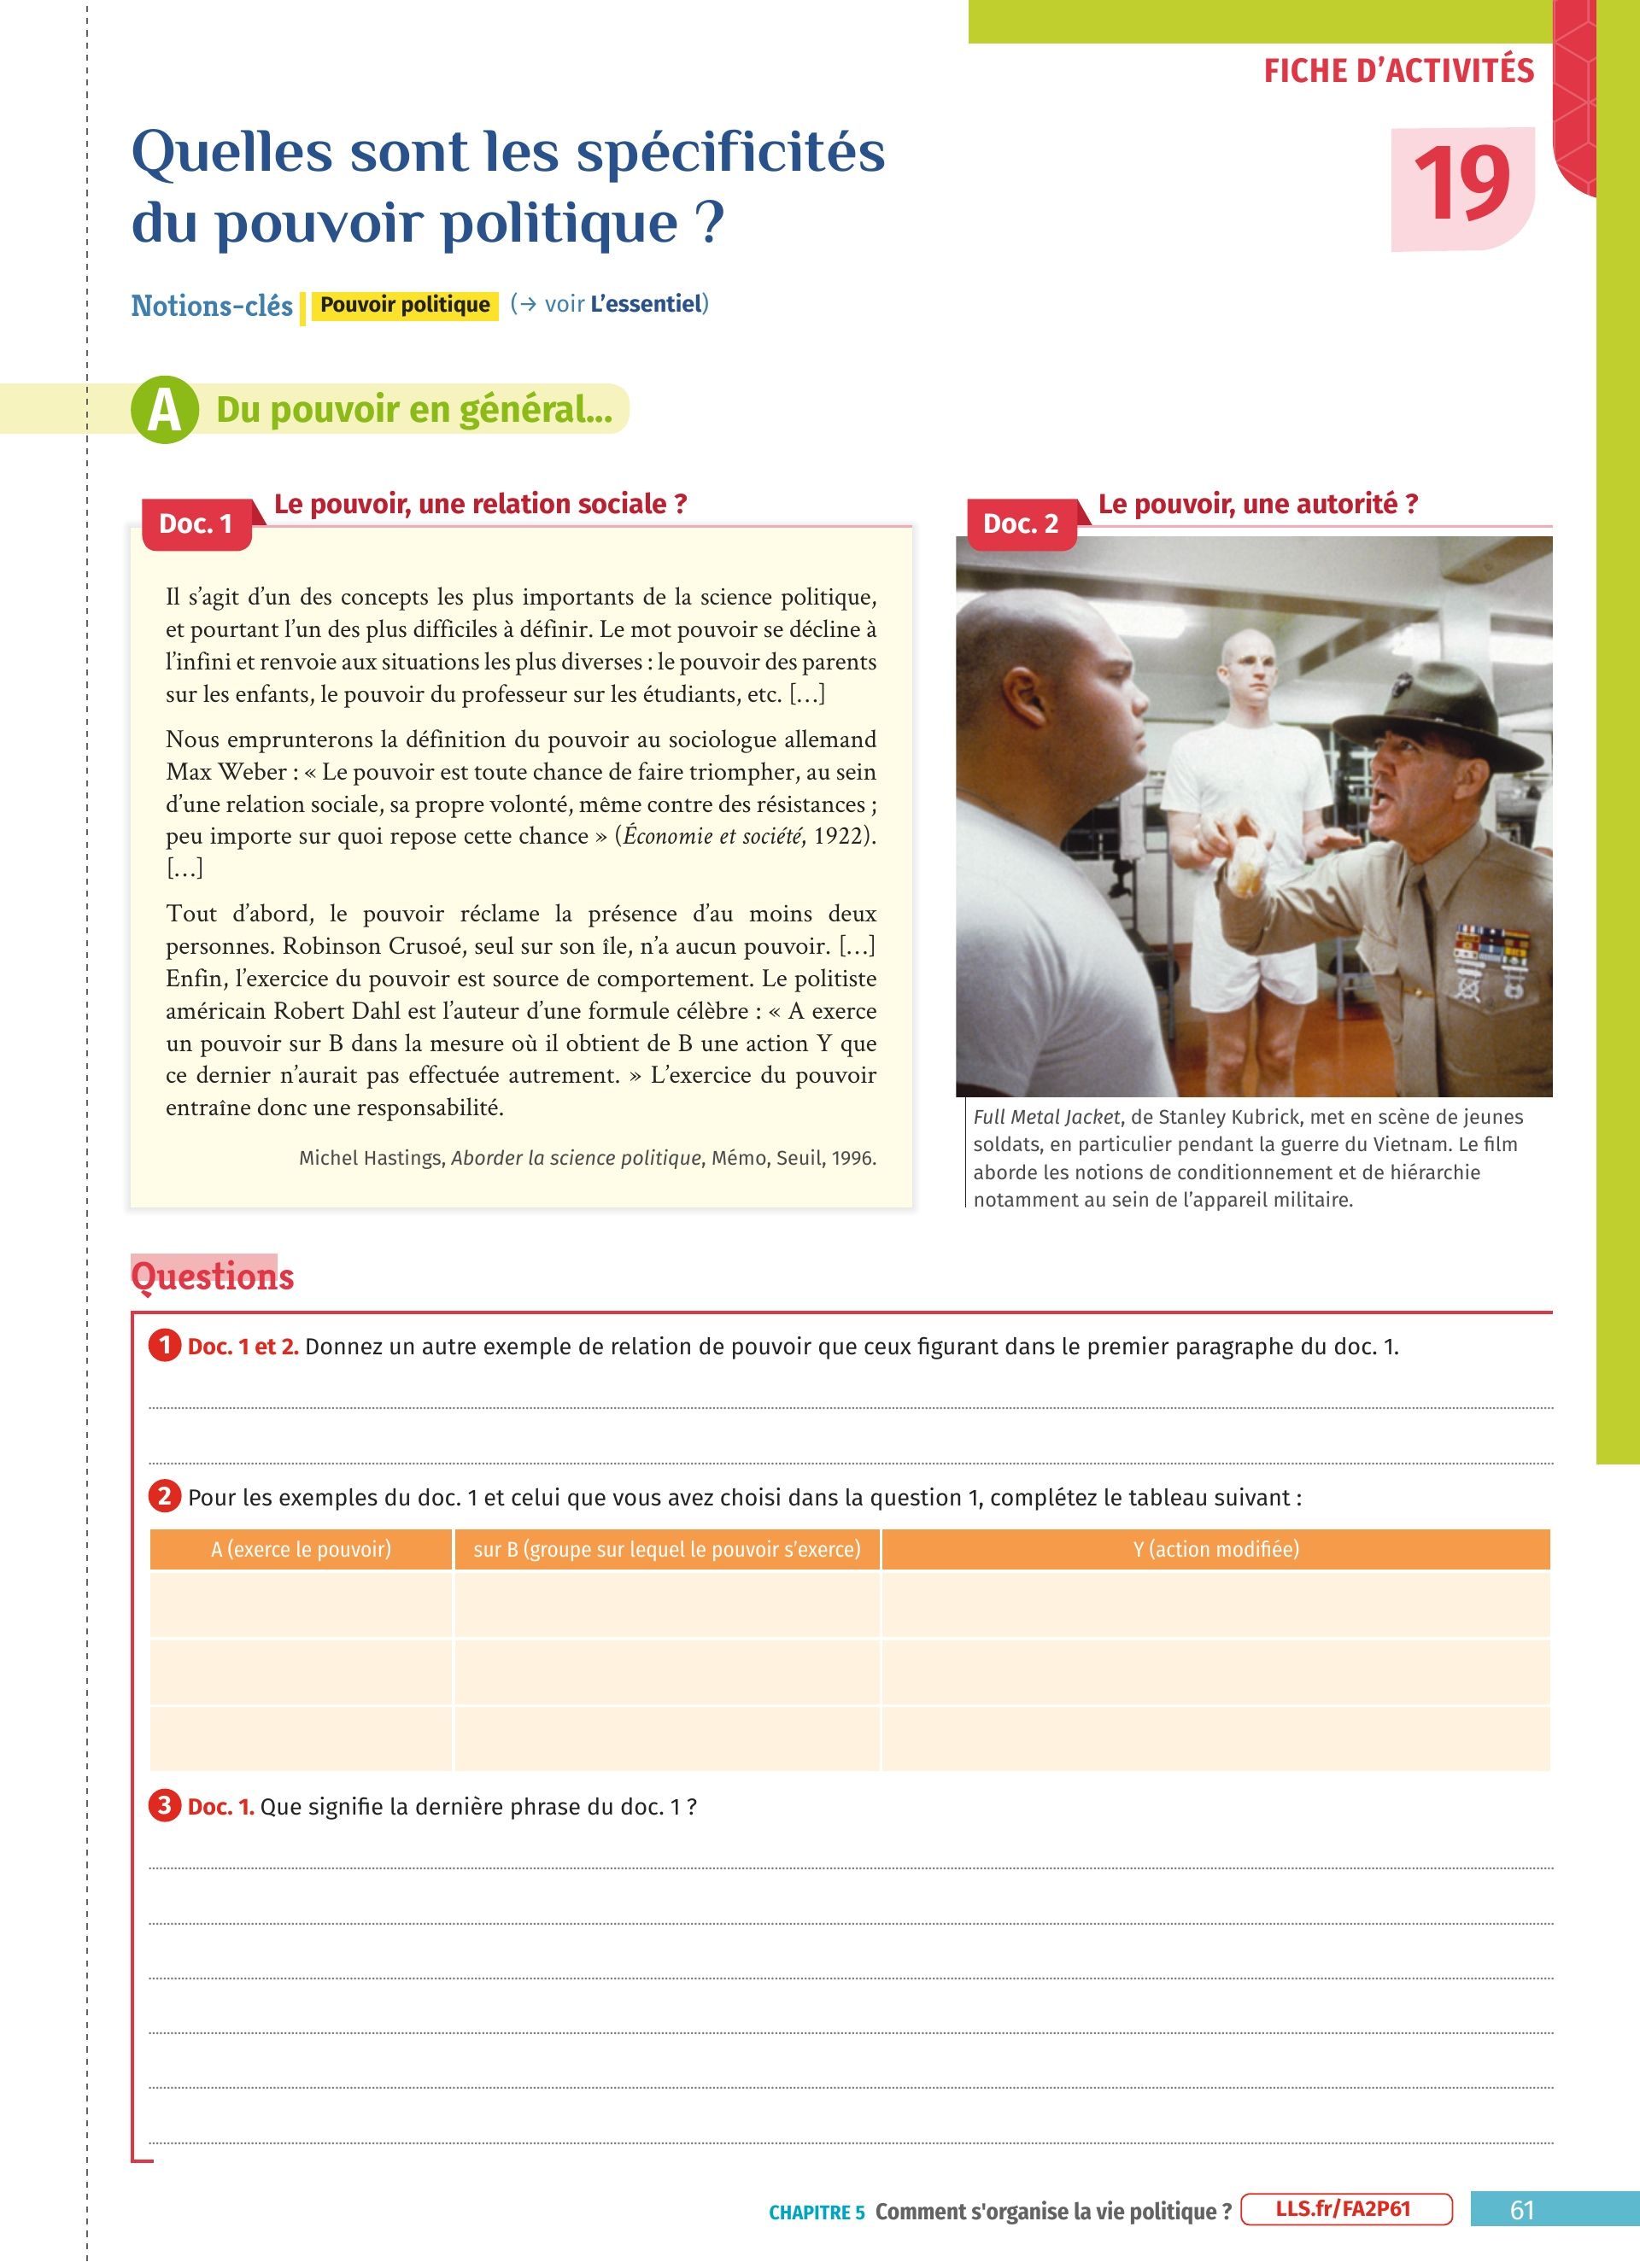 FICHE D'ACTIVITÉS
19
Quelles sont les spécificités
du pouvoir politique ?
Notions-clés Pouvoir politique (→ voir L'essentiel)
A Du pouvoir en général...
Doc. 1 Le pouvoir, une relation sociale ?
Il s'agit d'un des concepts les plus importants de la science politique,
et pourtant l'un des plus difficiles à définir. Le mot pouvoir se décline à
l'infini et renvoie aux situations les plus diverses : le pouvoir des parents
sur les enfants, le pouvoir du professeur sur les étudiants, etc. […]
Nous emprunterons la définition du pouvoir au sociologue allemand
Max Weber : « Le pouvoir est toute chance de faire triompher, au sein
d'une relation sociale, sa propre volonté, même contre des résistances ;
peu importe sur quoi repose cette chance » (Économie et société, 1922).
[…]
Tout d'abord, le pouvoir réclame la présence d'au moins deux
personnes. Robinson Crusoé, seul sur son île, n'a aucun pouvoir. […]
Enfin, l'exercice du pouvoir est source de comportement. Le politiste
américain Robert Dahl est l'auteur d'une formule célèbre : « A exerce
un pouvoir sur B dans la mesure où il obtient de B une action Y que
ce dernier n'aurait pas effectuée autrement. » L'exercice du pouvoir
entraîne donc une responsabilité.
Michel Hastings, Aborder la science politique, Mémo, Seuil, 1996.
Doc. 2 Le pouvoir, une autorité ?
Full Metal Jacket, de Stanley Kubrick, met en scène de jeunes
soldats, en particulier pendant la guerre du Vietnam. Le film
aborde les notions de conditionnement et de hiérarchie
notamment au sein de l'appareil militaire.
Questions
1 Doc. 1 et 2. Donnez un autre exemple de relation de pouvoir que ceux figurant dans le premier paragraphe du doc. 1.
2 Pour les exemples du doc. 1 et celui que vous avez choisi dans la question 1, complétez le tableau suivant :
A (exerce le pouvoir) sur B (groupe sur lequel le pouvoir s'exerce) Y (action modifiée)
3 Doc. 1. Que signifie la dernière phrase du doc. 1 ?
CHAPITRE 5 Comment s'organise la vie politique ? LLS.fr/FA2P61 61